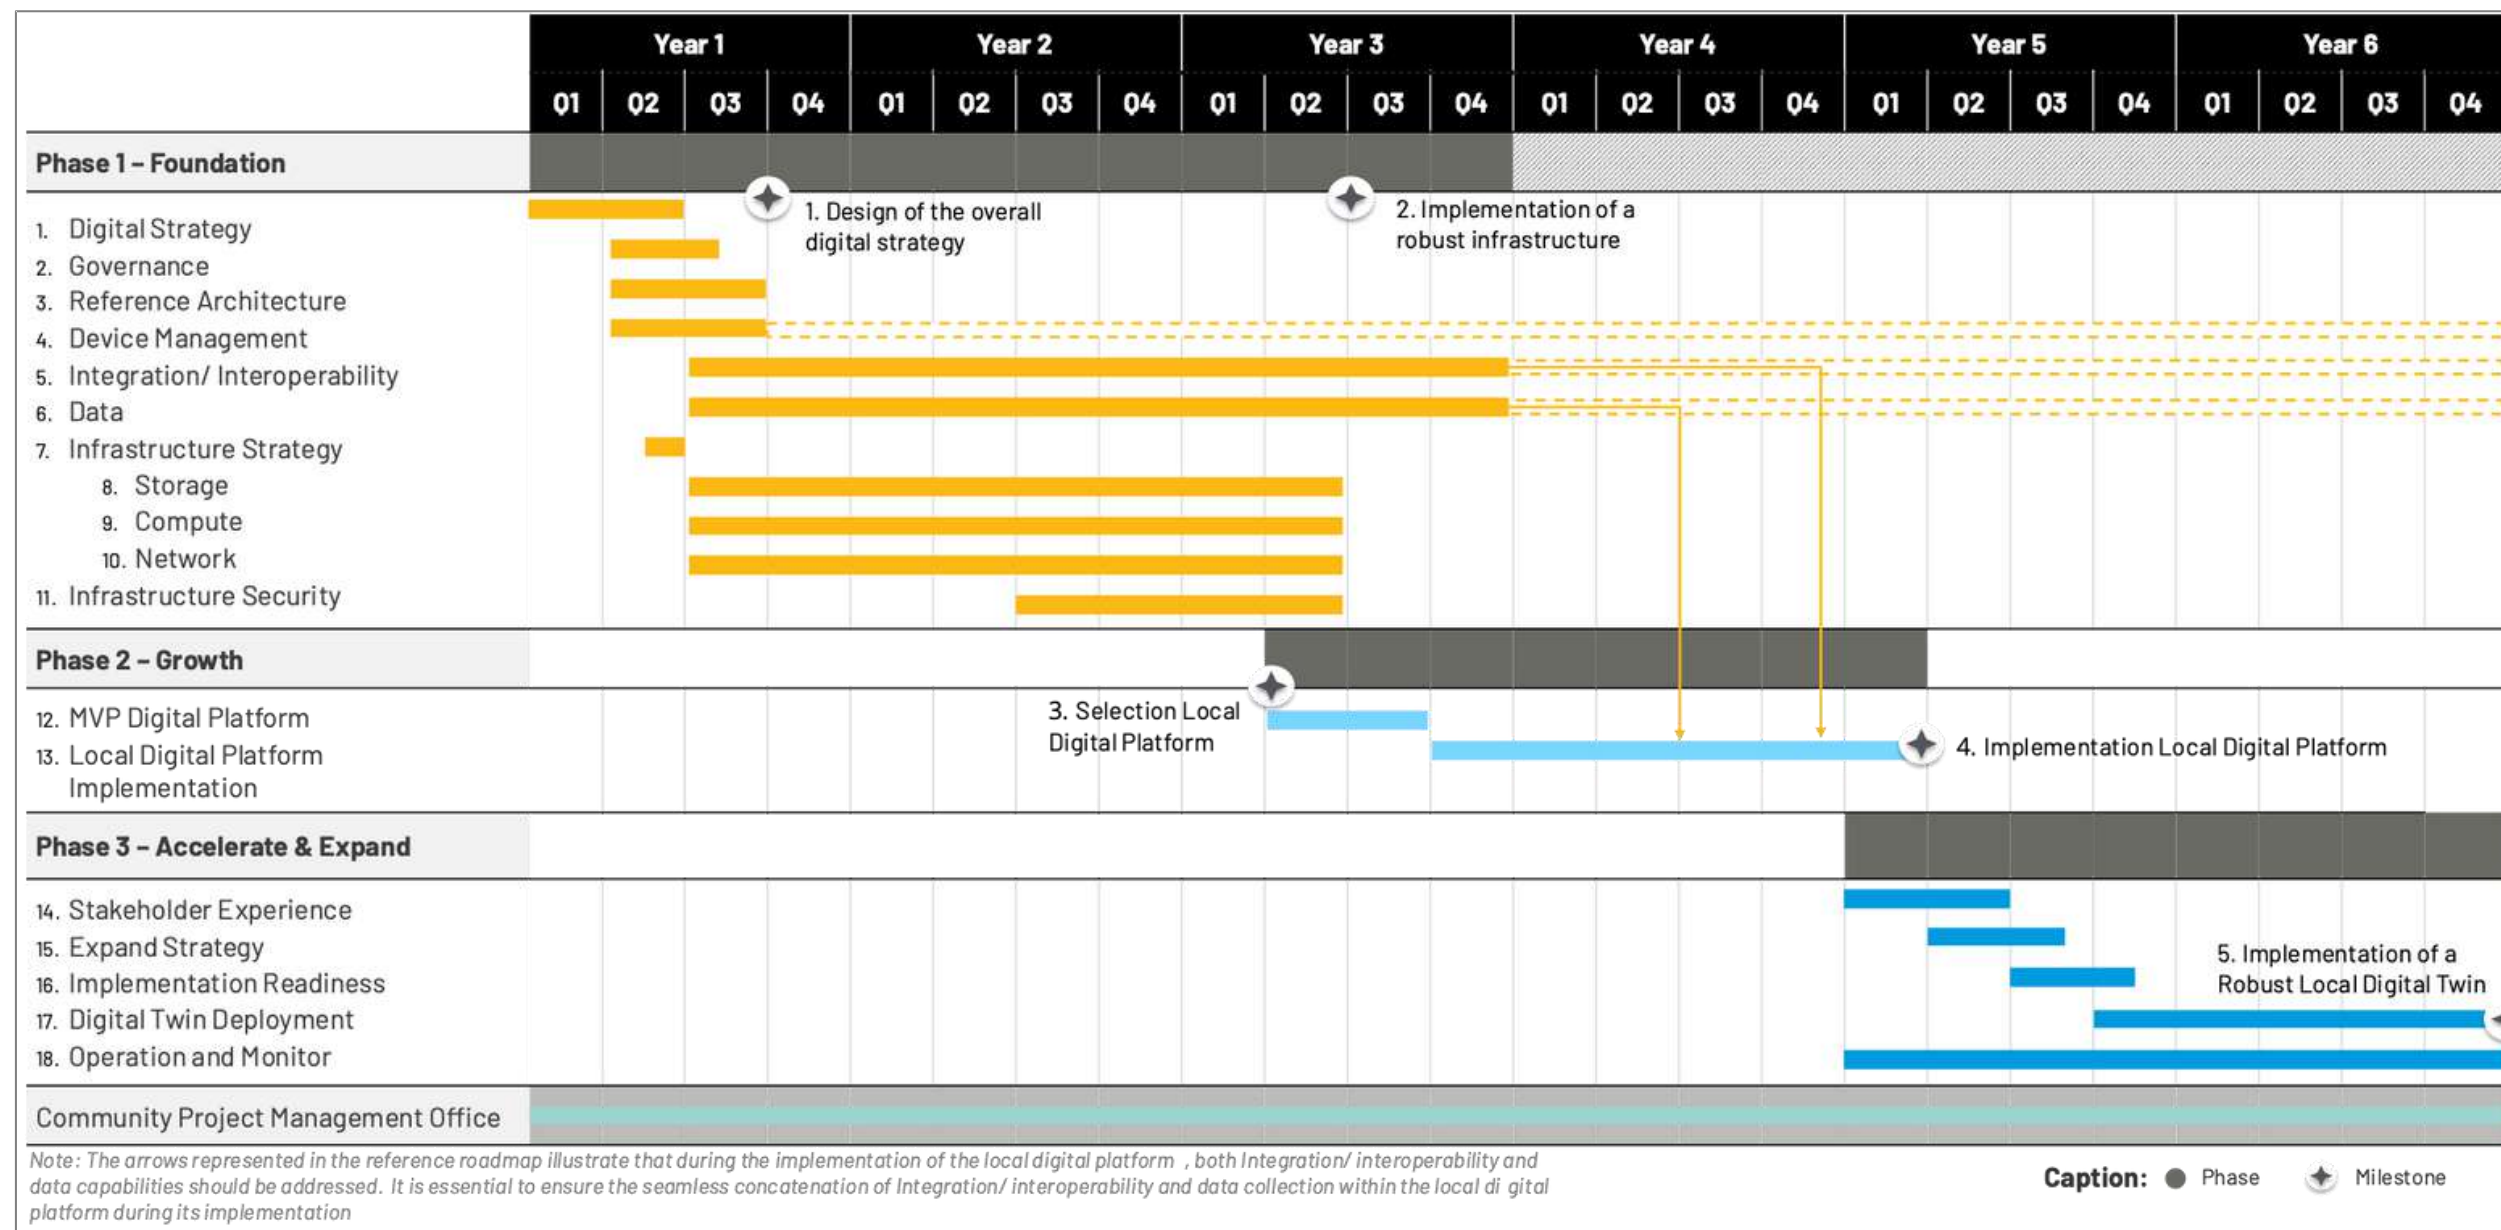 Year 1 Year 2 Year 3 Year 4 Year 5 Year 6
Q1 Q2 Q3 Q4 Q1 Q2 Q3 Q4 Q1 Q2 Q3 Q4 Q1 Q2 Q3 Q4 Q1 Q2 Q3 Q4 Q1 Q2 Q3 Q4
Phase 1 – Foundation
1. Design of the overall
digital strategy
2. Implementation of a
robust infrastructure
1. Digital Strategy
2. Governance
3. Reference Architecture
4. Device Management
5. Integration/ Interoperability
6. Data
7. Infrastructure Strategy
8. Storage
9. Compute
10. Network
11. Infrastructure Security
Phase 2 – Growth
3. Selection Local
Digital Platform
12. MVP Digital Platform
13. Local Digital Platform
Implementation
4. Implementation Local Digital Platform
Phase 3 – Accelerate & Expand
14. Stakeholder Experience
15. Expand Strategy
16. Implementation Readiness
17. Digital Twin Deployment
18. Operation and Monitor
5. Implementation of a
Robust Local Digital Twin
Community Project Management Office
Note: The arrows represented in the reference roadmap illustrate that during the implementation of the local digital platform , both Integration/ interoperability and
data capabilities should be addressed. It is essential to ensure the seamless concatenation of Integration/ interoperability and data collection within the local di gital
platform during its implementation
Caption: Phase Milestone